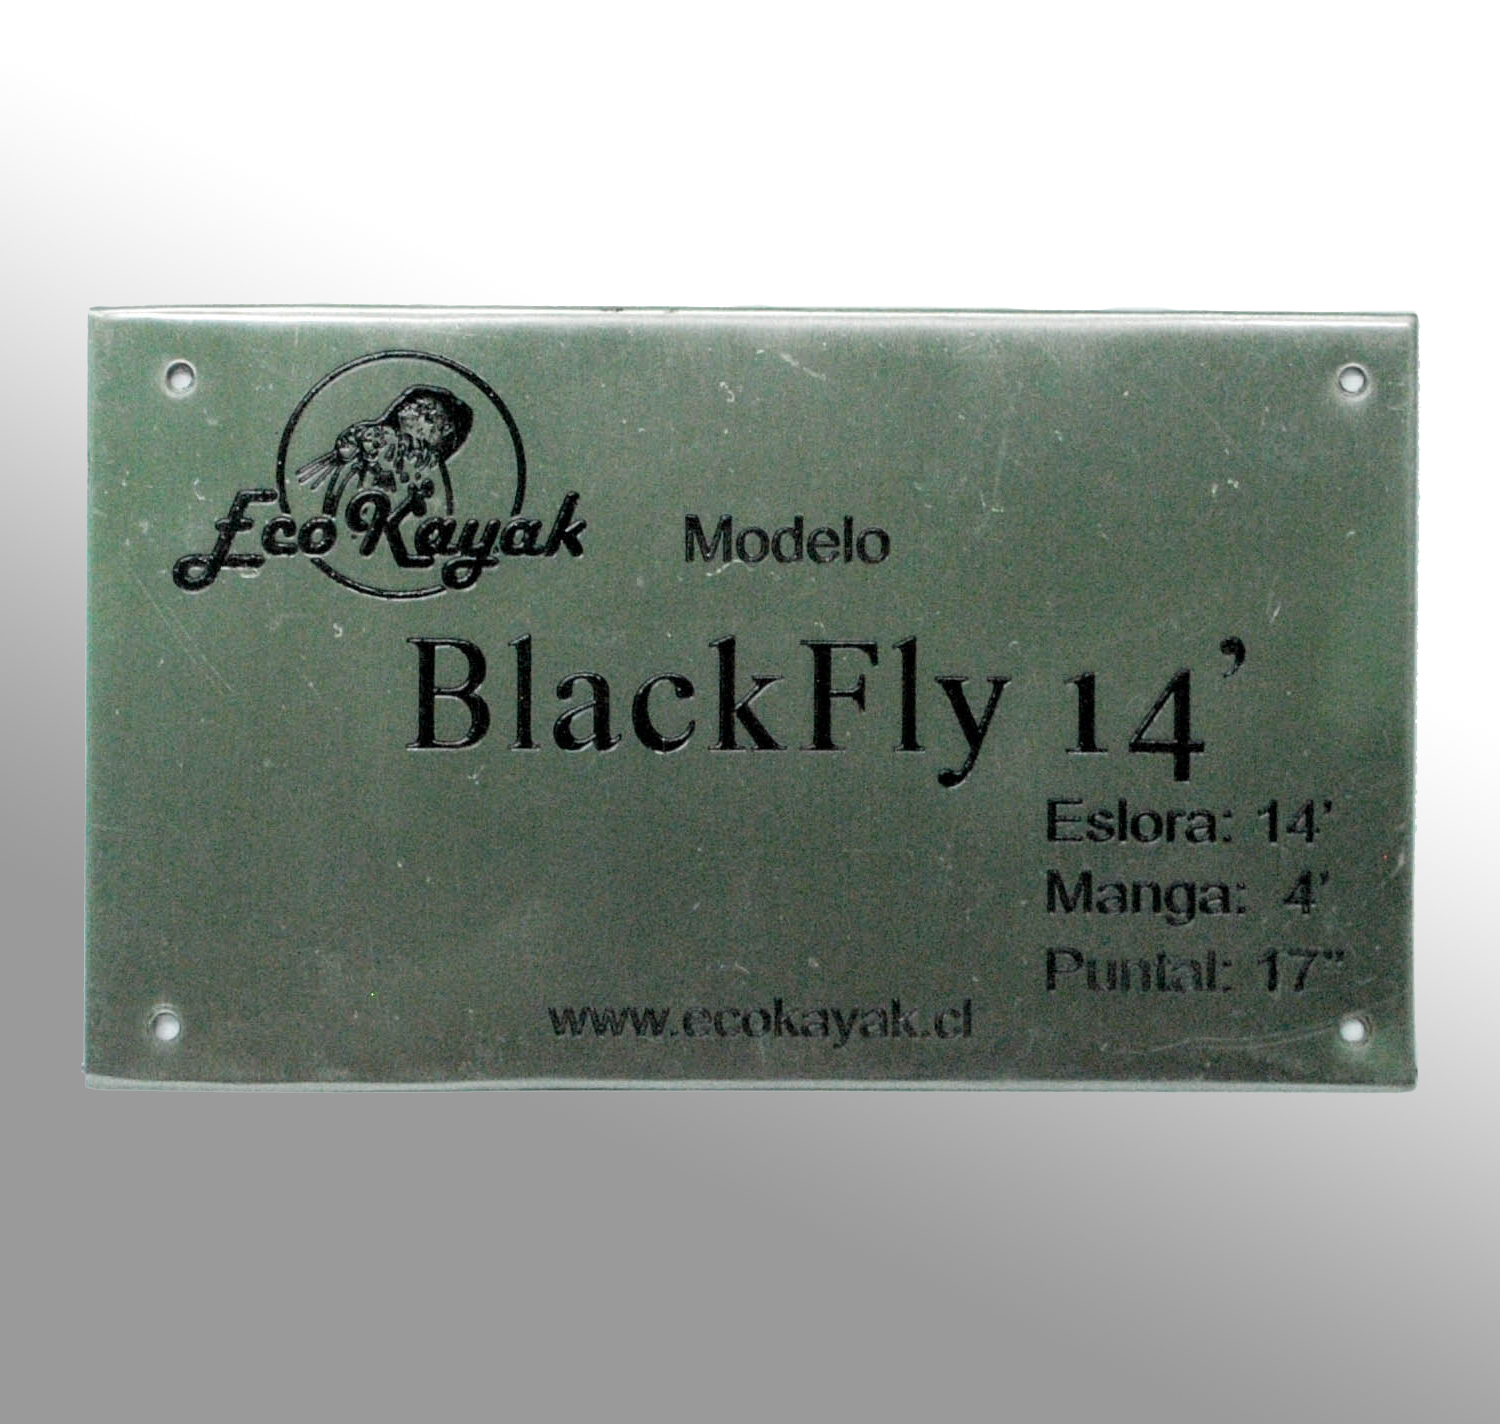 Eco Kayak
Modelo
BlackFly 14’
Eslora: 14'
Manga: 4'
Puntal: 17"
www.ecokayak.cl